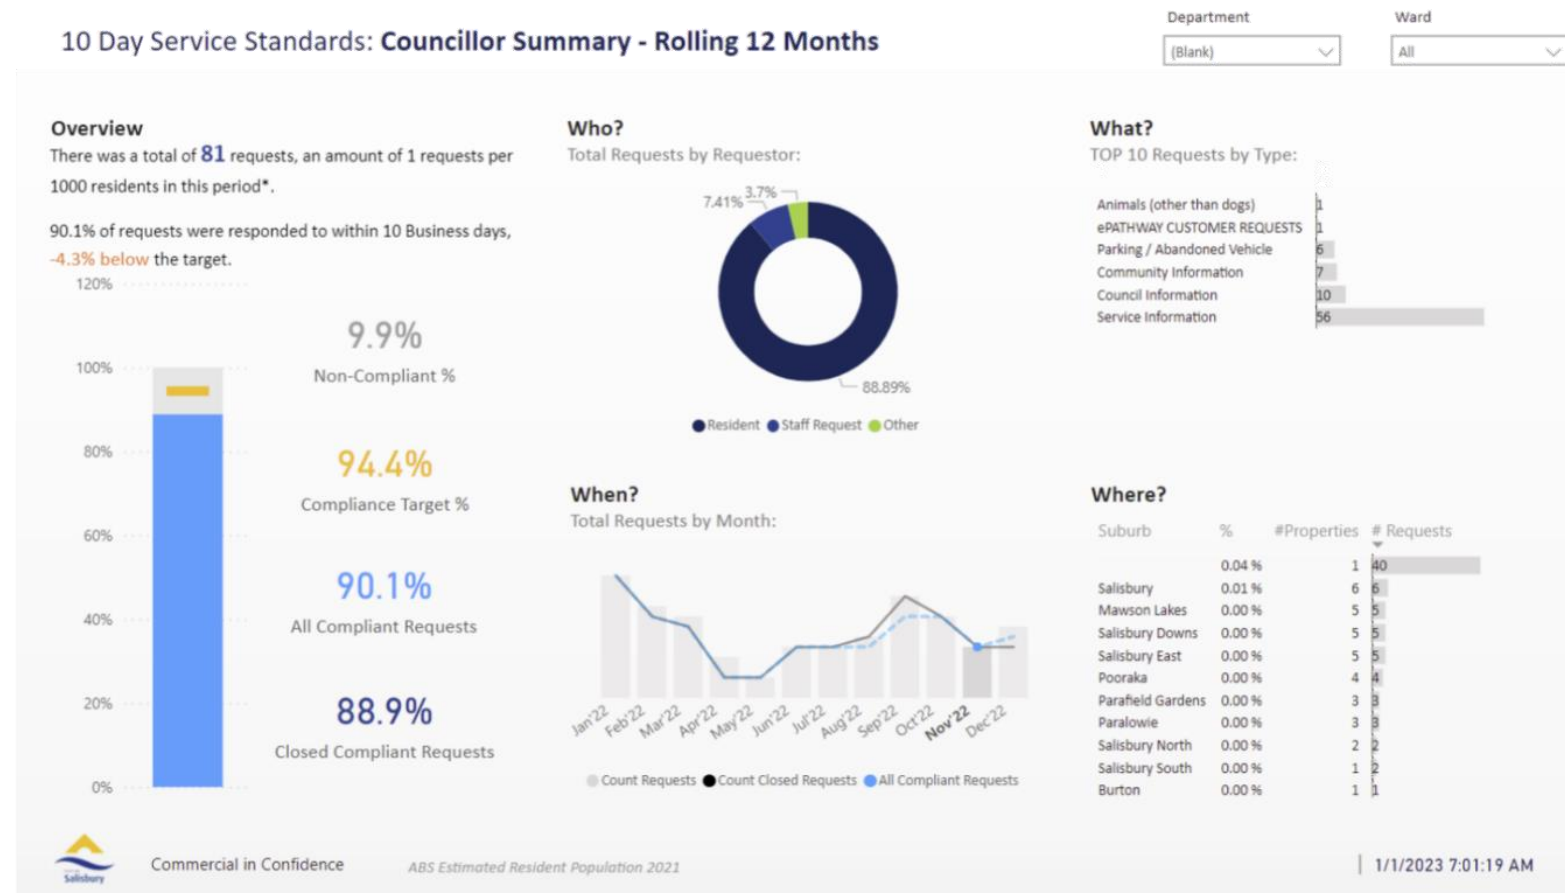 10 Day Service Standards: Councillor Summary - Rolling 12 Months
Department
(Blank)
Ward
All
Overview
There was a total of 81 requests, an amount of 1 requests per
1000 residents in this period*.
90.1% of requests were responded to within 10 Business days,
-4.3% below the target.
120%
100%
80%
60%
40%
20%
0%
9.9%
Non-Compliant %
94.4%
Compliance Target %
90.1%
All Compliant Requests
88.9%
Closed Compliant Requests
Who?
Total Requests by Requestor:
3.7%
7.41%
88.89%
Resident Staff Request Other
When?
Total Requests by Month:
Jan'22 Feb'22 Mar'22 Apr'22 May'22 Jun'22 Jul'22 Aug'22 Sep'22 Oct'22 Nov'22 Dec'22
Count Requests Count Closed Requests All Compliant Requests
What?
TOP 10 Requests by Type:
Animals (other than dogs) 1
ePATHWAY CUSTOMER REQUESTS 1
Parking / Abandoned Vehicle 6
Community Information 7
Council Information 10
Service Information 56
Where?
Suburb % #Properties # Requests
0.04 % 1 40
Salisbury 0.01 % 6 6
Mawson Lakes 0.00 % 5 5
Salisbury Downs 0.00 % 5 5
Salisbury East 0.00 % 5 5
Pooraka 0.00 % 4 4
Parafield Gardens 0.00 % 3 3
Paralowie 0.00 % 3 3
Salisbury North 0.00 % 2 2
Salisbury South 0.00 % 1 2
Burton 0.00 % 1 1
Salisbury
Commercial in Confidence
ABS Estimated Resident Population 2021
1/1/2023 7:01:19 AM